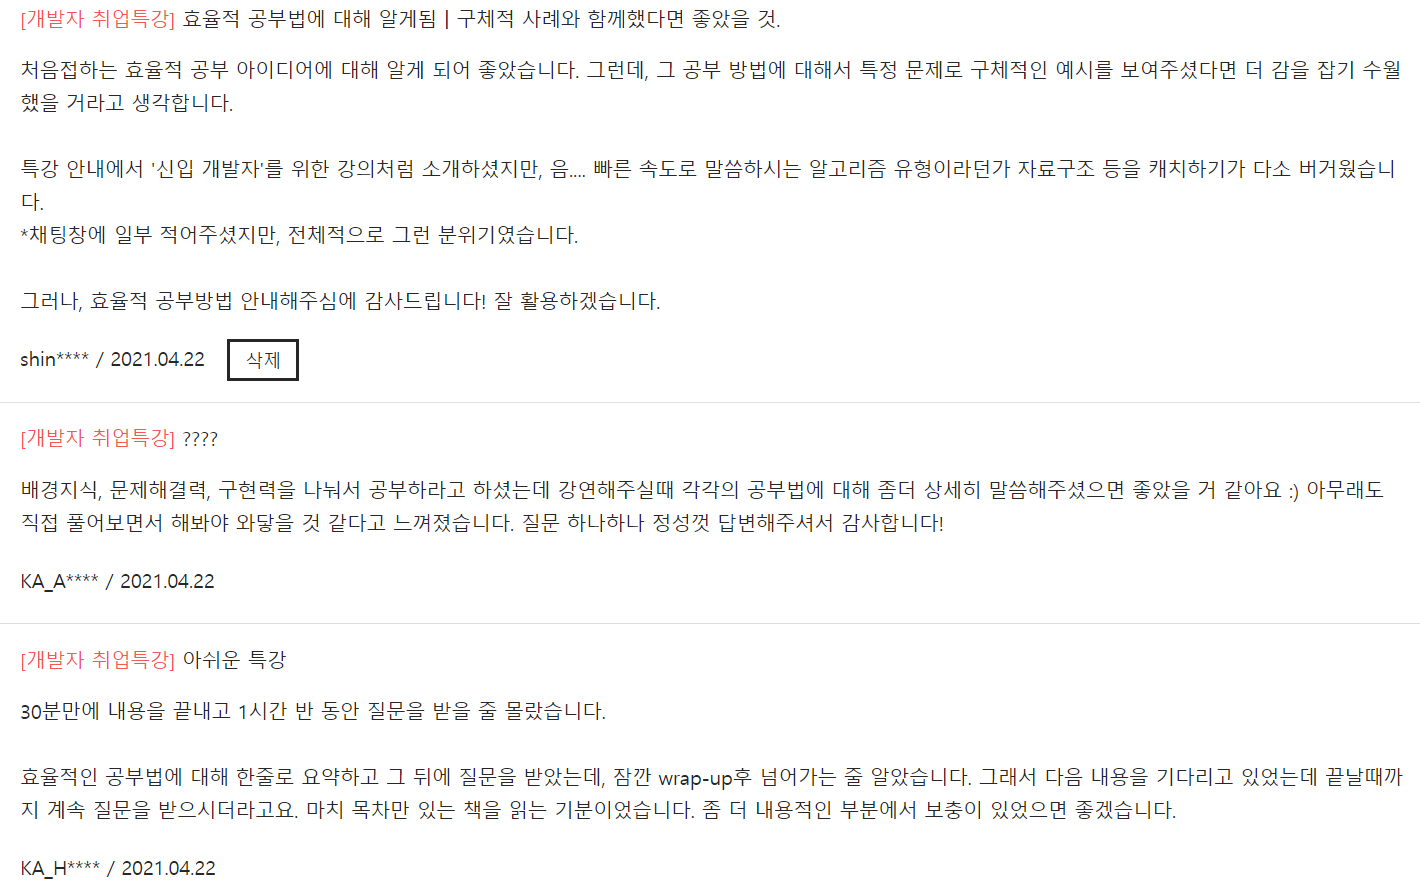 [개발자 취업특강] 효율적 공부법에 대해 알게됨 | 구체적 사례와 함께했다면 좋았을 것.
처음접하는 효율적 공부 아이디어에 대해 알게 되어 좋았습니다. 그런데, 그 공부 방법에 대해서 특정 문제로 구체적인 예시를 보여주셨다면 더 감을 잡기 수월
했을 거라고 생각합니다.
특강 안내에서 '신입 개발자'를 위한 강의처럼 소개하셨지만, 음.... 빠른 속도로 말씀하시는 알고리즘 유형이라던가 자료구조 등을 캐치하기가 다소 버거웠습니
다.
*채팅창에 일부 적어주셨지만, 전체적으로 그런 분위기였습니다.
그러나, 효율적 공부방법 안내해주심에 감사드립니다! 잘 활용하겠습니다.
shin**** / 2021.04.22 삭제
[개발자 취업특강] ????
배경지식, 문제해결력, 구현력을 나눠서 공부하라고 하셨는데 강연해주실때 각각의 공부법에 대해 좀더 상세히 말씀해주셨으면 좋았을 거 같아요 :) 아무래도
직접 풀어보면서 해봐야 와닿을 것 같다고 느껴졌습니다. 질문 하나하나 정성껏 답변해주셔서 감사합니다!
KA_A**** / 2021.04.22
[개발자 취업특강] 아쉬운 특강
30분만에 내용을 끝내고 1시간 반 동안 질문을 받을 줄 몰랐습니다.
효율적인 공부법에 대해 한줄로 요약하고 그 뒤에 질문을 받았는데, 잠깐 wrap-up후 넘어가는 줄 알았습니다. 그래서 다음 내용을 기다리고 있었는데 끝날때까
지 계속 질문을 받으시더라고요. 마치 목차만 있는 책을 읽는 기분이었습니다. 좀 더 내용적인 부분에서 보충이 있었으면 좋겠습니다.
KA_H**** / 2021.04.22